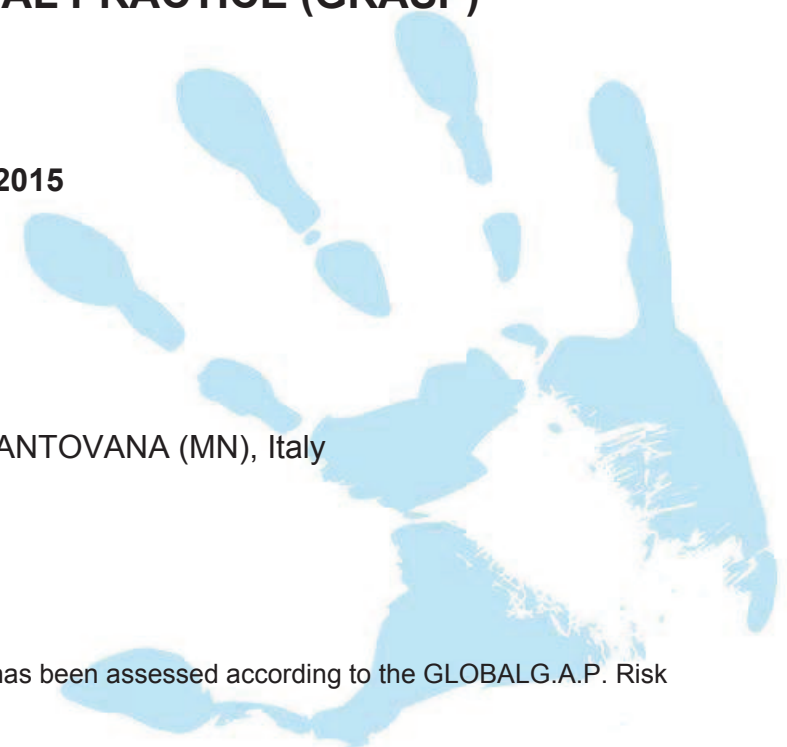 AL PRACTICE (GRASP)
2015
ANTOVANA (MN), Italy
has been assessed according to the GLOBALG.A.P. Risk